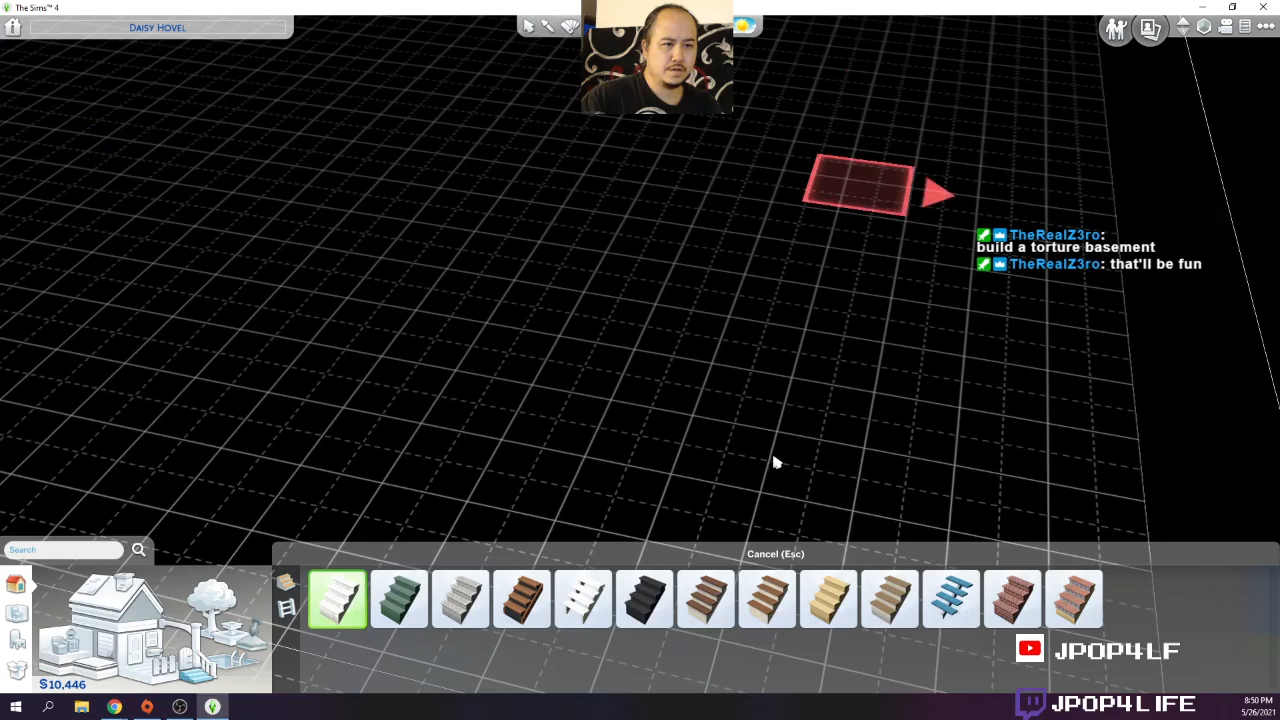 The Sims™ 4
DAISY HOVEL
TheRealZ3ro:
build a torture basement
TheRealZ3ro: that'll be fun
Search
Cancel (Esc)
§10,446
JPOP4LF
JPOP4LIFE
8:50 PM
5/26/2021